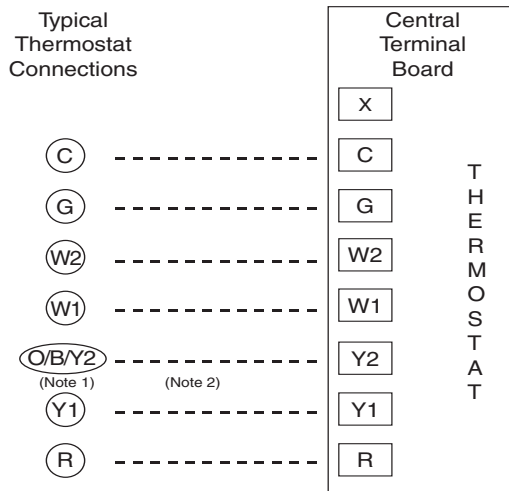 Typical
Thermostat
Connections
Central
Terminal
Board
X
C C
G G
W2 W2
W1 W1
O/B/Y2 Y2
(Note 1) (Note 2)
Y1 Y1
R R
THERMOSTAT